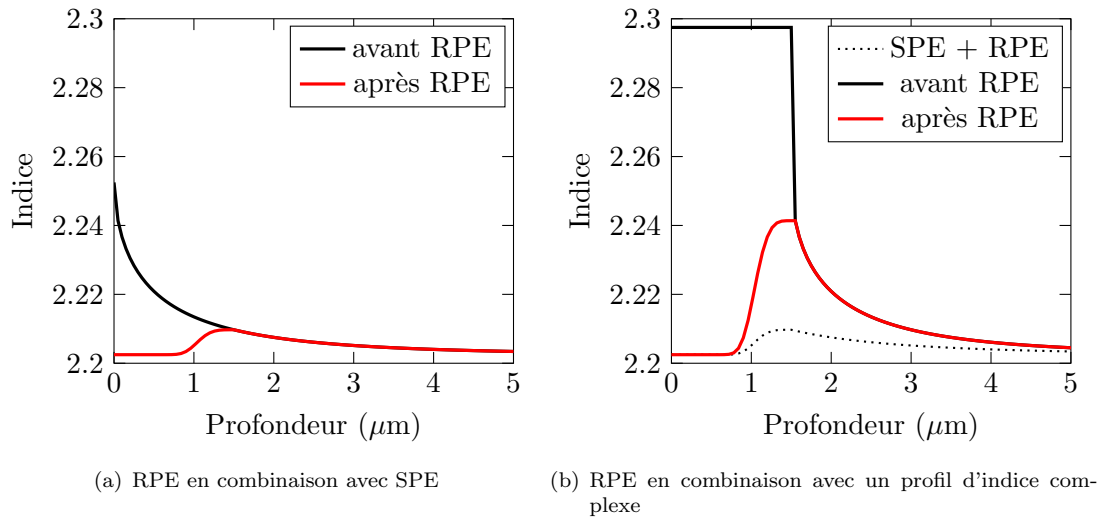 2.3
2.28
2.26
2.24
2.22
2.2
0 1 2 3 4 5
Indice
Profondeur (μm)
avant RPE
après RPE
(a) RPE en combinaison avec SPE
2.3
2.28
2.26
2.24
2.22
2.2
0 1 2 3 4 5
Indice
Profondeur (μm)
SPE + RPE
avant RPE
après RPE
(b) RPE en combinaison avec un profil d'indice com-
plexe